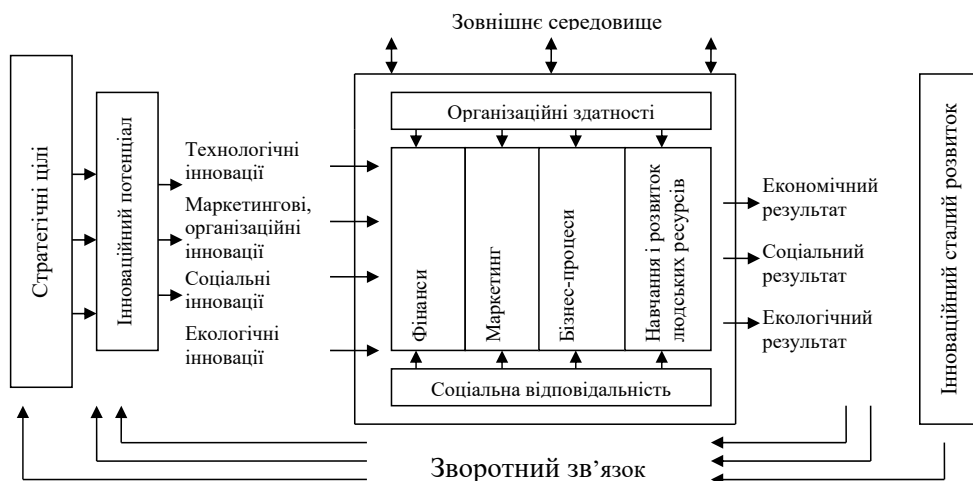 Зовнішнє середовище
Стратегічні цілі
Інноваційний потенціал
Технологічні
інновації
Маркетингові,
організаційні
інновації
Соціальні
інновації
Екологічні
інновації
Організаційні здатності
Фінанси
Маркетинг
Бізнес-процеси
Навчання і розвиток
людських ресурсів
Соціальна відповідальність
Економічний
результат
Соціальний
результат
Екологічний
результат
Інноваційний сталий розвиток
Зворотний зв’язок